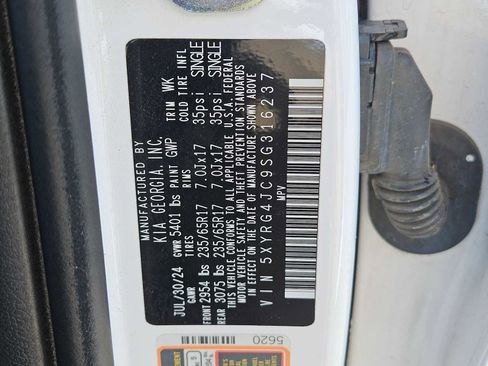 MANUFACTURED BY
KIA GEORGIA, INC.
JUL/30/24 GVWR 5401 lbs PAINT GWP TRIM WK
GAWR TIRES RIMS COLD TIRE INFL
FRONT 2954 lbs 235/65R17 7.0JX17 35psi SINGLE
REAR 3075 lbs 235/65R17 7.0JX17 35psi SINGLE
THIS VEHICLE CONFORMS TO ALL APPLICABLE U.S.A. FEDERAL
MOTOR VEHICLE SAFETY AND THEFT PREVENTION STANDARDS
IN EFFECT ON THE DATE OF MANUFACTURE SHOWN ABOVE
VIN 5XYRG4JC9SG316237
MPV
5620